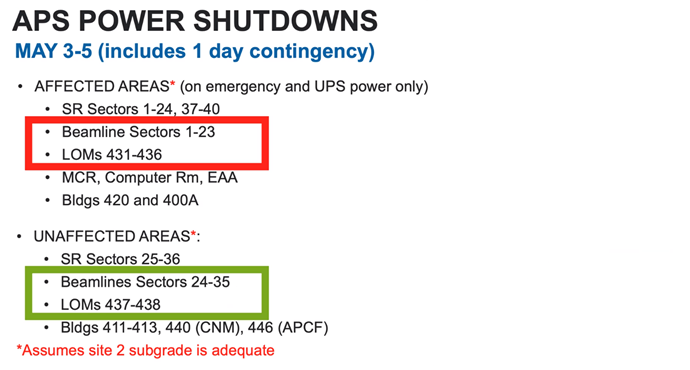 APS POWER SHUTDOWNS
MAY 3-5 (includes 1 day contingency)
• AFFECTED AREAS* (on emergency and UPS power only)
• SR Sectors 1-24, 37-40
• Beamline Sectors 1-23
• LOMs 431-436
• MCR, Computer Rm, EAA
• Bldgs 420 and 400A
• UNAFFECTED AREAS*:
• SR Sectors 25-36
• Beamlines Sectors 24-35
• LOMs 437-438
• Bldgs 411-413, 440 (CNM), 446 (APCF)
*Assumes site 2 subgrade is adequate